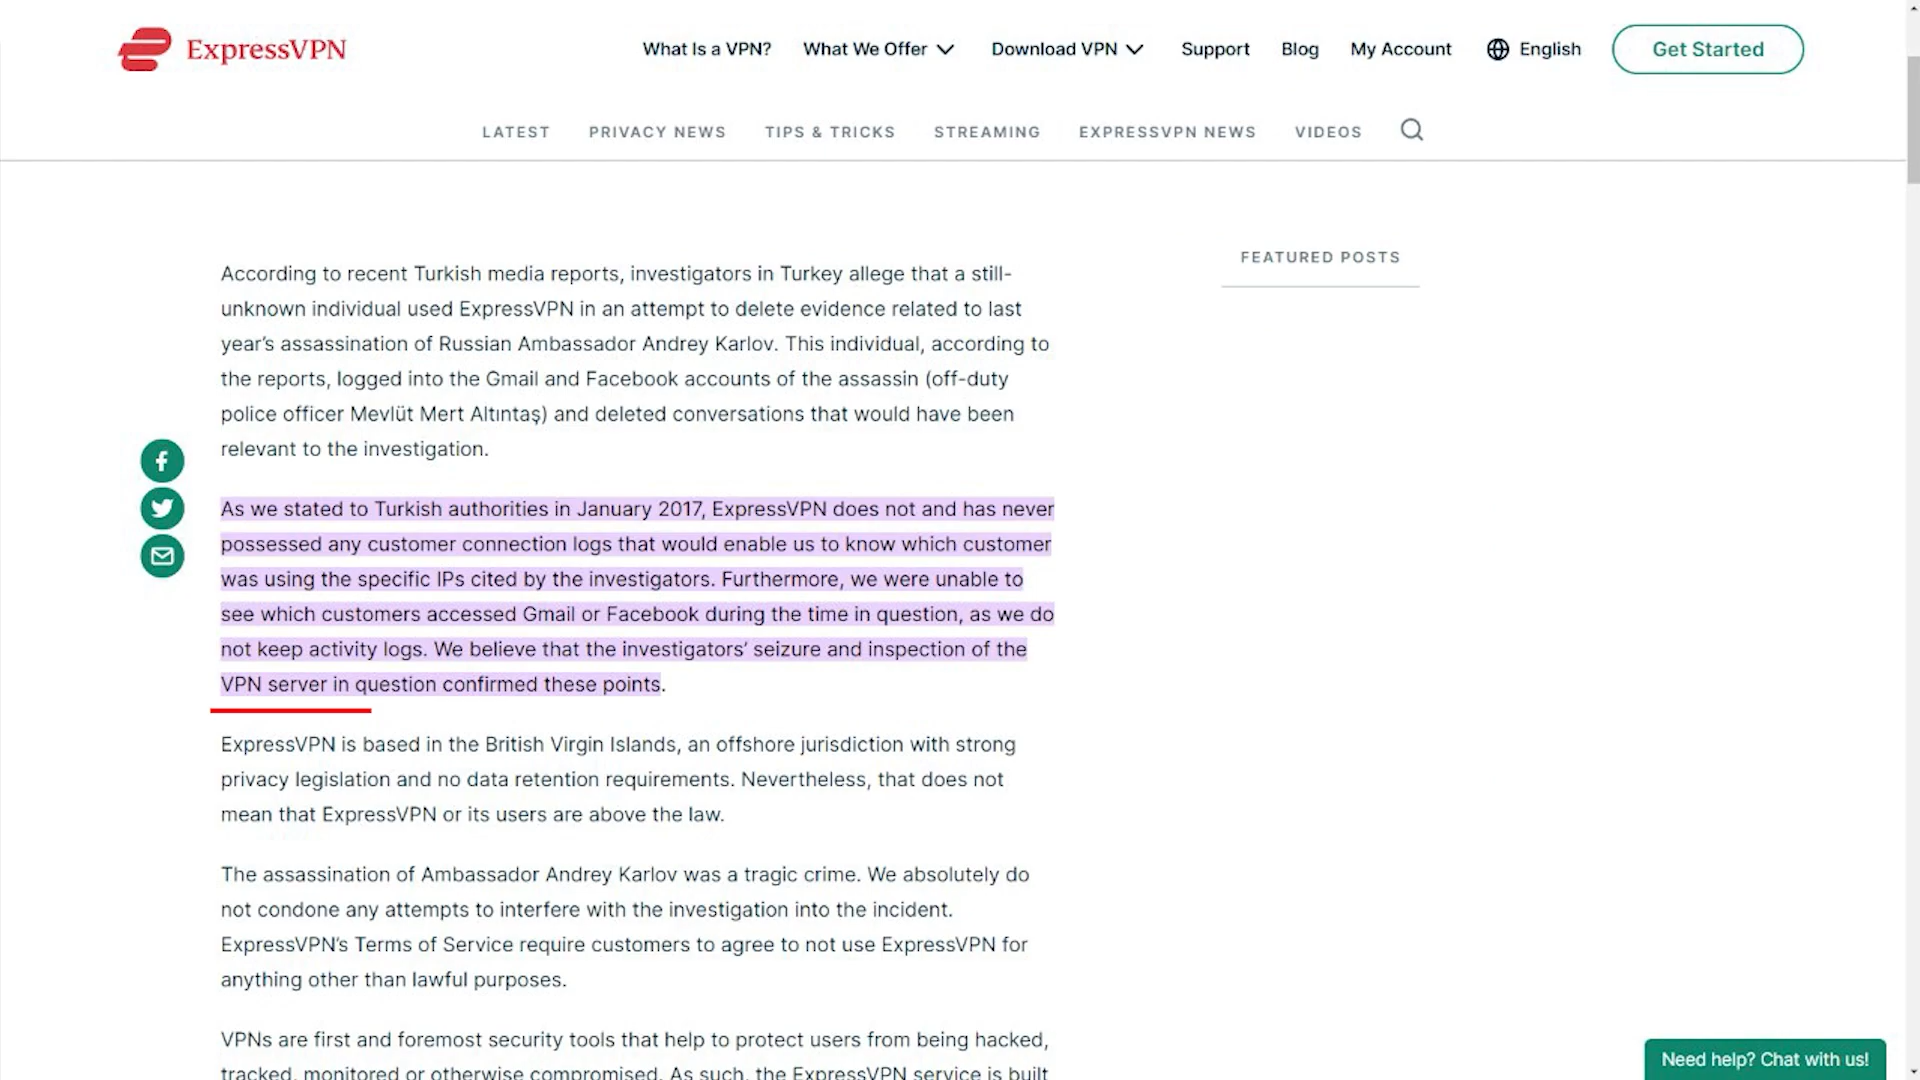 ExpressVPN
What Is a VPN? What We Offer Download VPN Support Blog My Account English Get Started
LATEST PRIVACY NEWS TIPS & TRICKS STREAMING EXPRESSVPN NEWS VIDEOS
FEATURED POSTS
According to recent Turkish media reports, investigators in Turkey allege that a still-
unknown individual used ExpressVPN in an attempt to delete evidence related to last
year’s assassination of Russian Ambassador Andrey Karlov. This individual, according to
the reports, logged into the Gmail and Facebook accounts of the assassin (off-duty
police officer Mevlüt Mert Altıntaş) and deleted conversations that would have been
relevant to the investigation.
As we stated to Turkish authorities in January 2017, ExpressVPN does not and has never
possessed any customer connection logs that would enable us to know which customer
was using the specific IPs cited by the investigators. Furthermore, we were unable to
see which customers accessed Gmail or Facebook during the time in question, as we do
not keep activity logs. We believe that the investigators’ seizure and inspection of the
VPN server in question confirmed these points.
ExpressVPN is based in the British Virgin Islands, an offshore jurisdiction with strong
privacy legislation and no data retention requirements. Nevertheless, that does not
mean that ExpressVPN or its users are above the law.
The assassination of Ambassador Andrey Karlov was a tragic crime. We absolutely do
not condone any attempts to interfere with the investigation into the incident.
ExpressVPN’s Terms of Service require customers to agree to not use ExpressVPN for
anything other than lawful purposes.
VPNs are first and foremost security tools that help to protect users from being hacked,
tracked, monitored or otherwise compromised. As such, the ExpressVPN service is built
Need help? Chat with us!